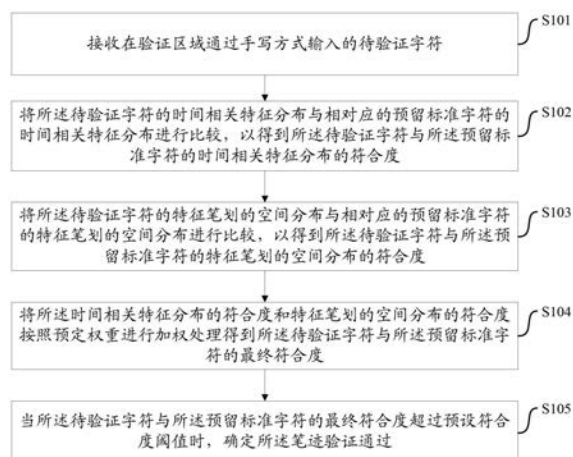 S101
接收在验证区域通过手写方式输入的待验证字符
S102
将所述待验证字符的时间相关特征分布与相对应的预留标准字符的
时间相关特征分布进行比较，以得到所述待验证字符与所述预留标
准字符的时间相关特征分布的符合度
S103
将所述待验证字符的特征笔划的空间分布与相对应的预留标准字符
的特征笔划的空间分布进行比较，以得到所述待验证字符与所述预
留标准字符的特征笔划的空间分布的符合度
S104
将所述时间相关特征分布的符合度和特征笔划的空间分布的符合度
按照预定权重进行加权处理得到所述待验证字符与所述预留标准字
符的最终符合度
S105
当所述待验证字符与所述预留标准字符的最终符合度超过预设符合
度阈值时，确定所述笔迹验证通过